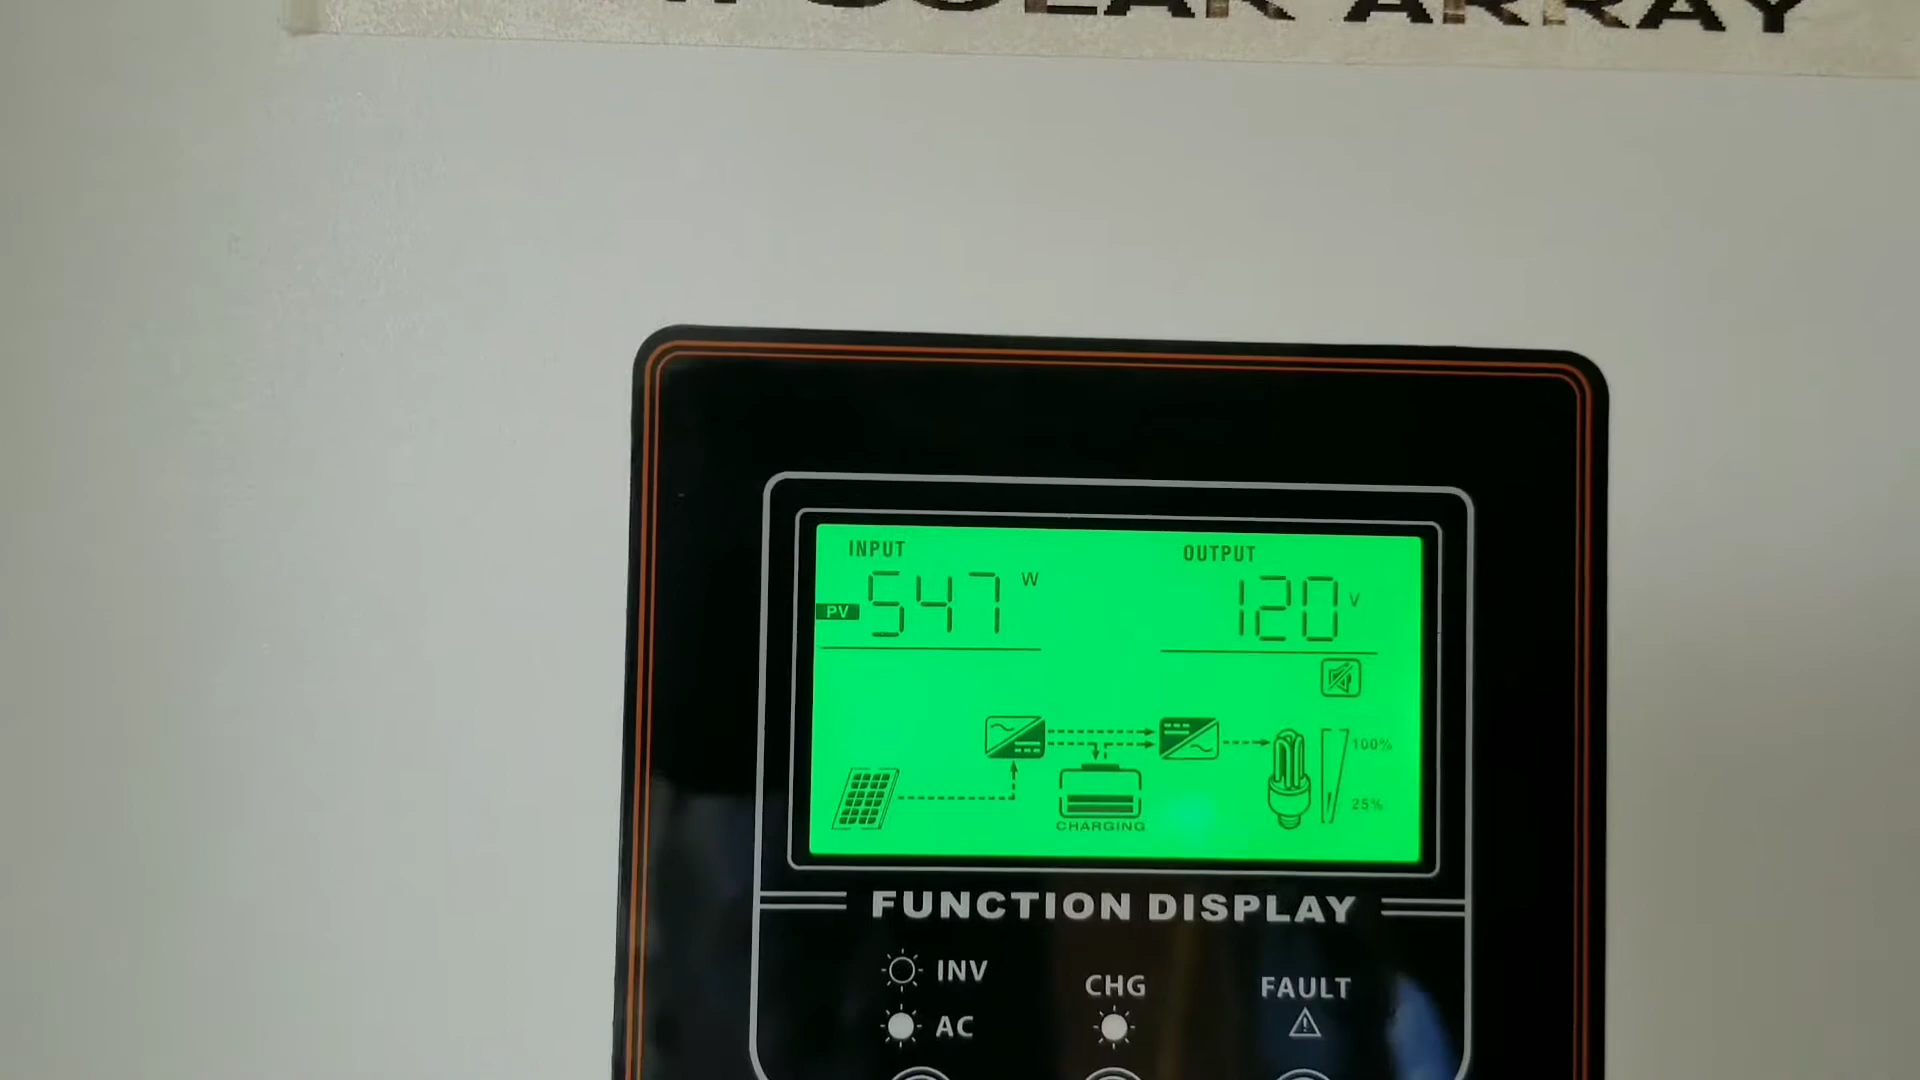 SOLAR ARRAY
INPUT
OUTPUT
PV 547 W
120 V
100%
25%
CHARGING
FUNCTION DISPLAY
INV
CHG
FAULT
AC